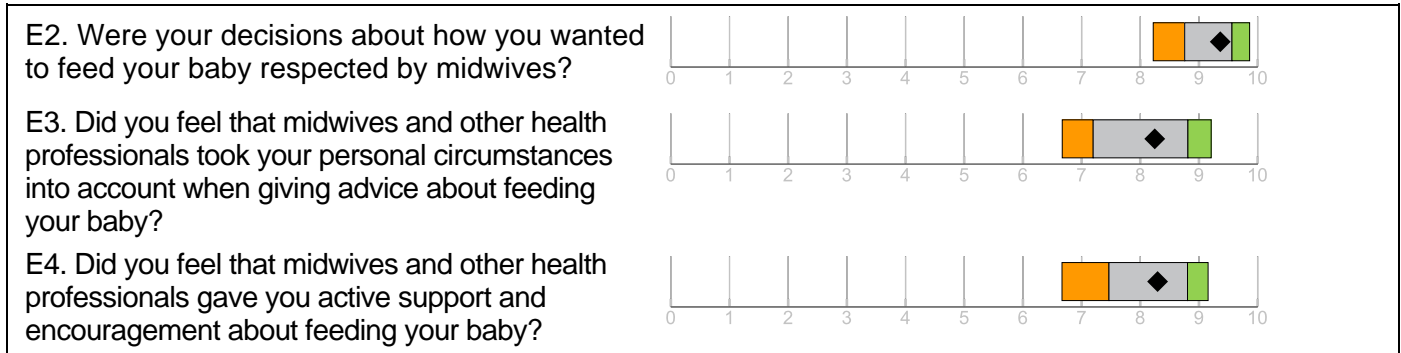 E2. Were your decisions about how you wanted
to feed your baby respected by midwives?
0 1 2 3 4 5 6 7 8 9 10
E3. Did you feel that midwives and other health
professionals took your personal circumstances
into account when giving advice about feeding
your baby?
0 1 2 3 4 5 6 7 8 9 10
E4. Did you feel that midwives and other health
professionals gave you active support and
encouragement about feeding your baby?
0 1 2 3 4 5 6 7 8 9 10